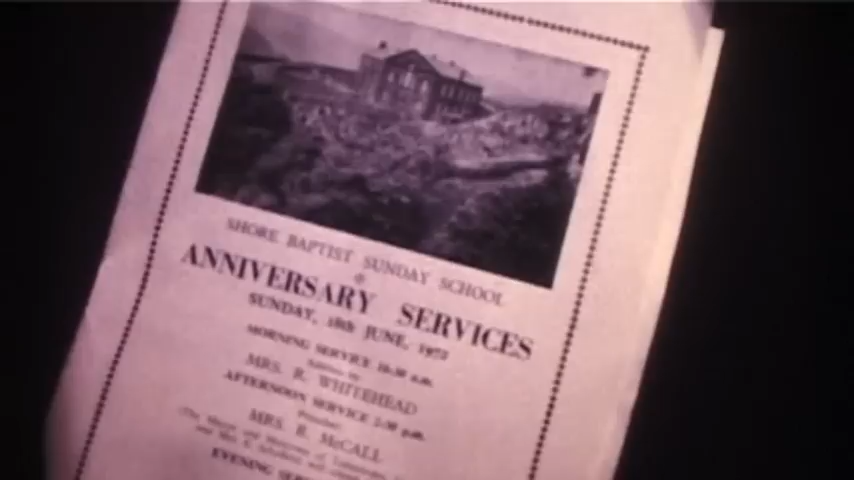 SHORE BAPTIST SUNDAY SCHOOL
ANNIVERSARY SERVICES
SUNDAY, 18th JUNE, 1972
MORNING SERVICE 10-30 a.m.
MRS. R. WHITEHEAD
AFTERNOON SERVICE 2-30 p.m.
MRS. R. McCALL
EVENING